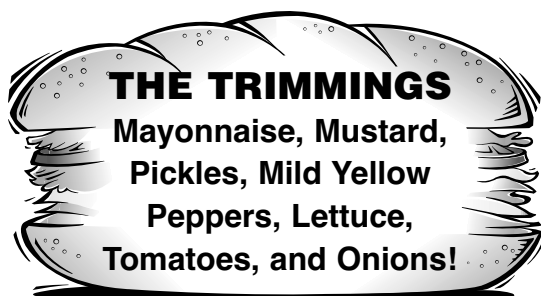 THE TRIMMINGS
Mayonnaise, Mustard,
Pickles, Mild Yellow
Peppers, Lettuce,
Tomatoes, and Onions!